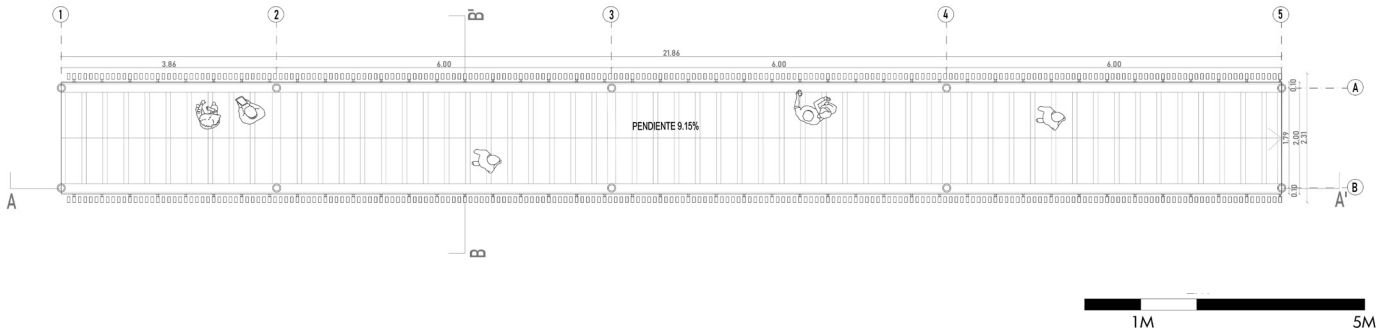 1 2 B' 3 4 5
21.86
3.86 6.00 6.00 6.00
0.10
A
PENDIENTE 9.15%
1.79
2.00
2.31
0.10
B
A
A'
B
1M 5M